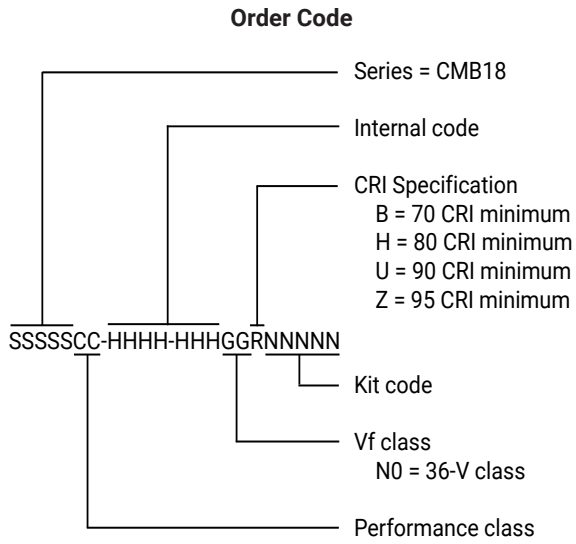 Order Code
Series = CMB18
Internal code
CRI Specification
B = 70 CRI minimum
H = 80 CRI minimum
U = 90 CRI minimum
Z = 95 CRI minimum
SSSSSCC-HHHH-HHHGGRNNNNN
Kit code
Vf class
N0 = 36-V class
Performance class